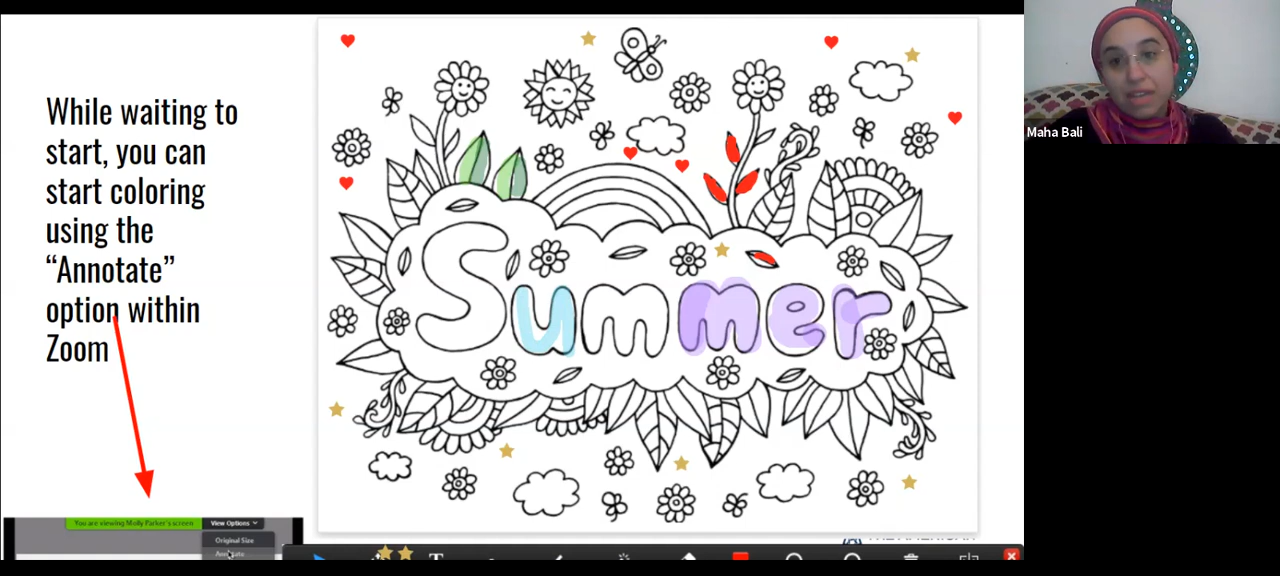 While waiting to
start, you can
start coloring
using the
“Annotate”
option within
Zoom
Summer
Maha Bali
You are viewing Molly Parker's screen
View Options
Original Size
Annotate